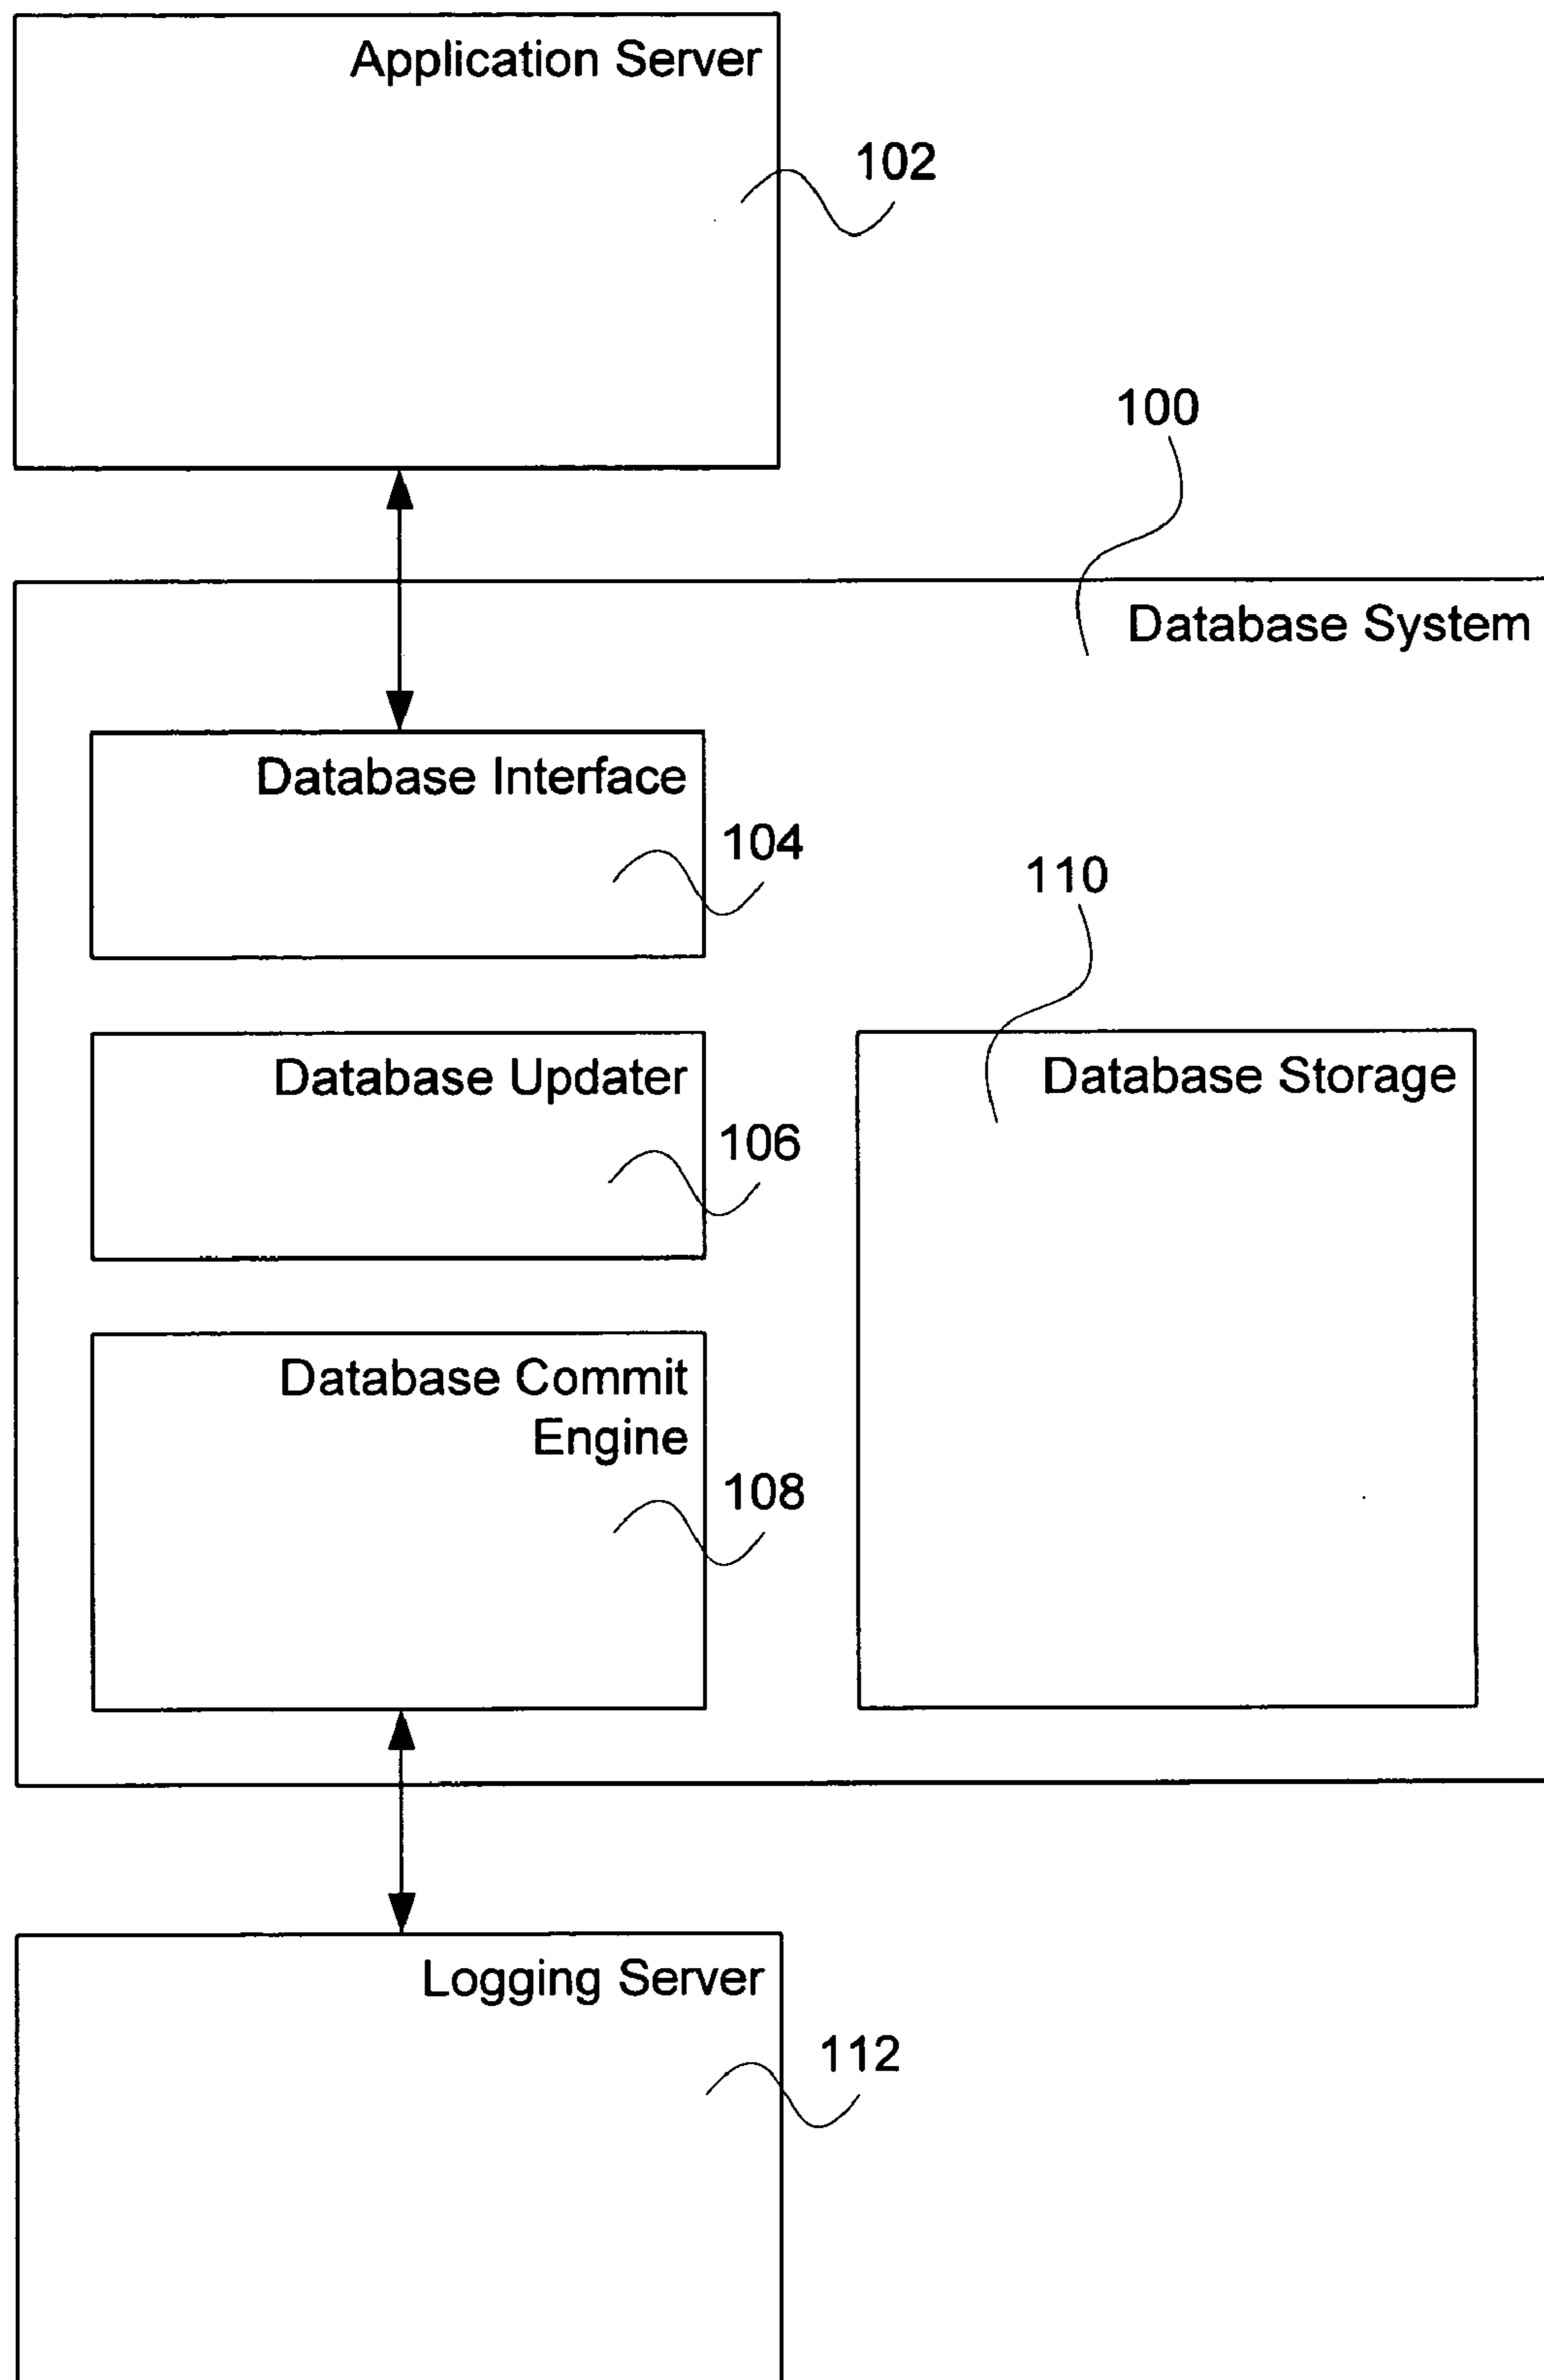 Application Server
102
100
Database System
Database Interface
104
110
Database Updater
106
Database Storage
Database Commit
Engine
108
Logging Server
112